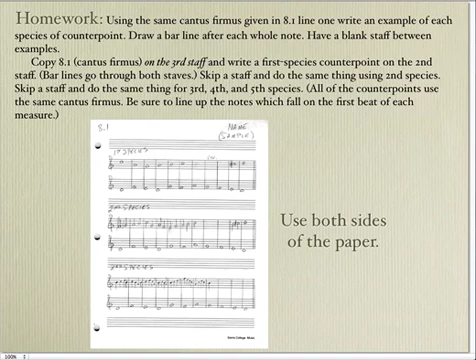 Homework: Using the same cantus firmus given in 8.1 line one write an example of each
species of counterpoint. Draw a bar line after each whole note. Have a blank staff between
examples.
Copy 8.1 (cantus firmus) on the 3rd staff and write a first-species counterpoint on the 2nd
staff. (Bar lines go through both staves.) Skip a staff and do the same thing using 2nd species.
Skip a staff and do the same thing for 3rd, 4th, and 5th species. (All of the counterpoints
use the same cantus firmus. Be sure to line up the notes which fall on the first beat of each
measure.)
8.1 NAME
(SAMPLE)
1st SPECIES
2nd SPECIES
SPECIES
Use both sides
of the paper.
Sierra College Music
100%